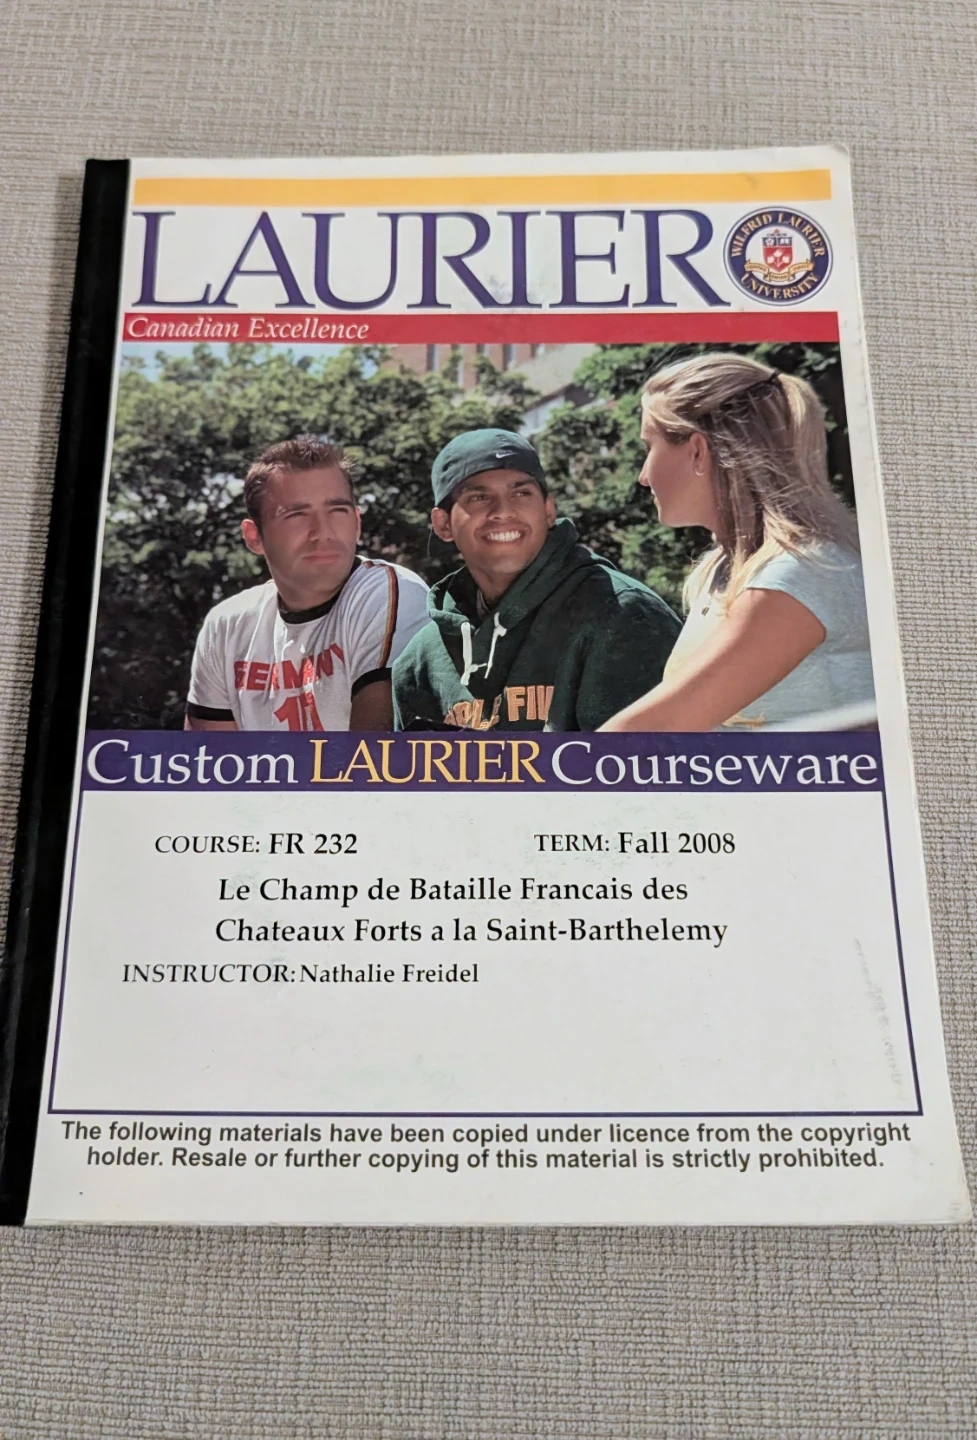 LAURIER
WILFRID LAURIER
UNIVERSITY
Canadian Excellence
GERMANY
Custom LAURIER Courseware
COURSE: FR 232 TERM: Fall 2008
Le Champ de Bataille Francais des
Chateaux Forts a la Saint-Barthelemy
INSTRUCTOR: Nathalie Freidel
The following materials have been copied under licence from the copyright
holder. Resale or further copying of this material is strictly prohibited.